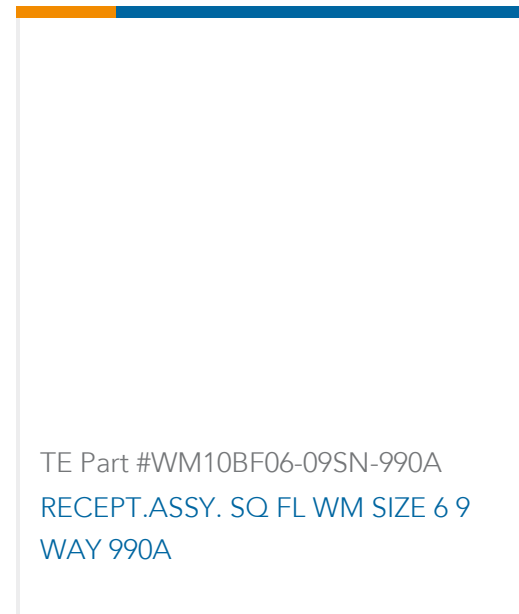 TE Part #WM10BF06-09SN-990A
RECEPT.ASSY. SQ FL WM SIZE 6 9
WAY 990A